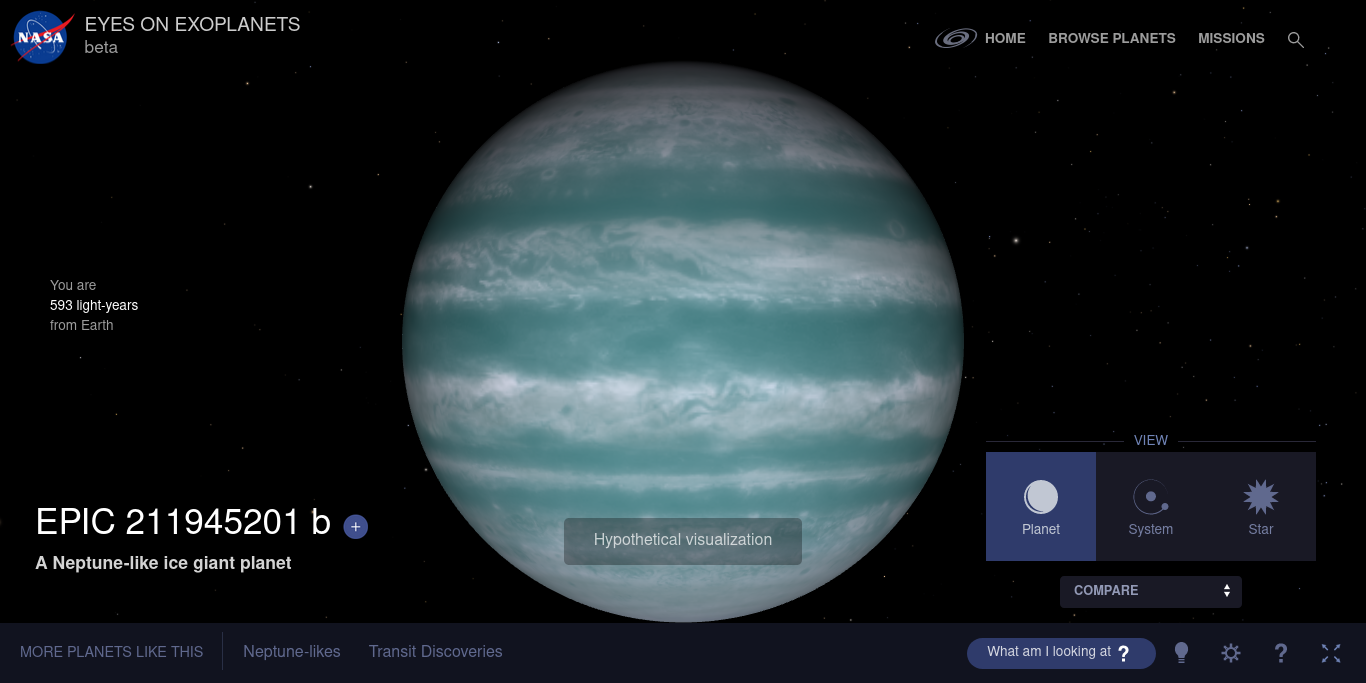 NASA
EYES ON EXOPLANETS
beta
HOME
BROWSE PLANETS
MISSIONS
You are
593 light-years
from Earth
EPIC 211945201 b +
A Neptune-like ice giant planet
Hypothetical visualization
VIEW
Planet
System
Star
COMPARE
MORE PLANETS LIKE THIS
Neptune-likes
Transit Discoveries
What am I looking at ?
?